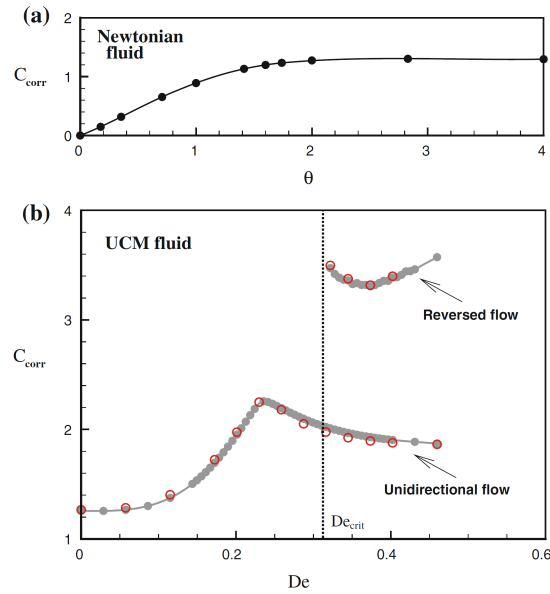 (a)
2
Newtonian
fluid
C_corr
1
0
0
1
2
3
4
θ
(b)
4
UCM fluid
3
Reversed flow
C_corr
2
Unidirectional flow
De_crit
1
0
0.2
0.4
0.6
De